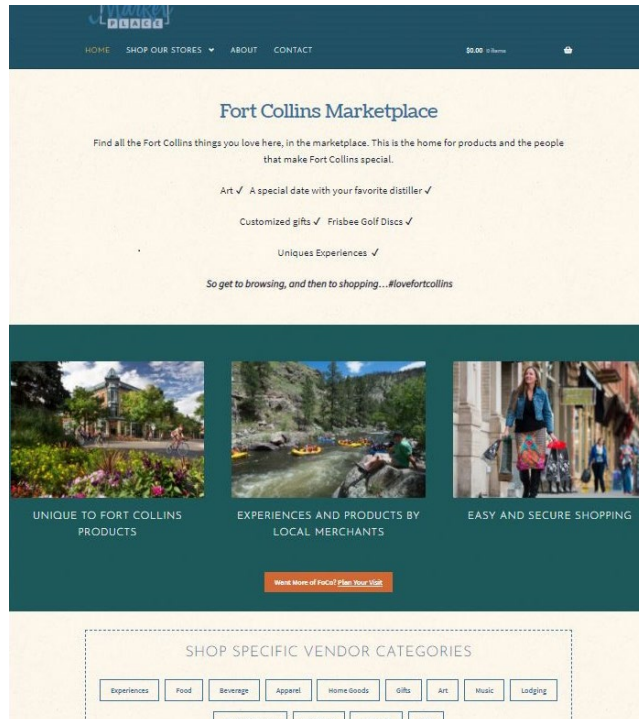 Market
PLACE
HOME SHOP OUR STORES ABOUT CONTACT $0.00 0 items
Fort Collins Marketplace
Find all the Fort Collins things you love here, in the marketplace. This is the home for products and the people
that make Fort Collins special.
Art ✓ A special date with your favorite distiller ✓
Customized gifts ✓ Frisbee Golf Discs ✓
Uniques Experiences ✓
So get to browsing, and then to shopping...#lovefortcollins
UNIQUE TO FORT COLLINS
PRODUCTS
EXPERIENCES AND PRODUCTS BY
LOCAL MERCHANTS
EASY AND SECURE SHOPPING
Want More of FoCo? Plan Your Visit
SHOP SPECIFIC VENDOR CATEGORIES
Experiences Food Beverage Apparel Home Goods Gifts Art Music Lodging